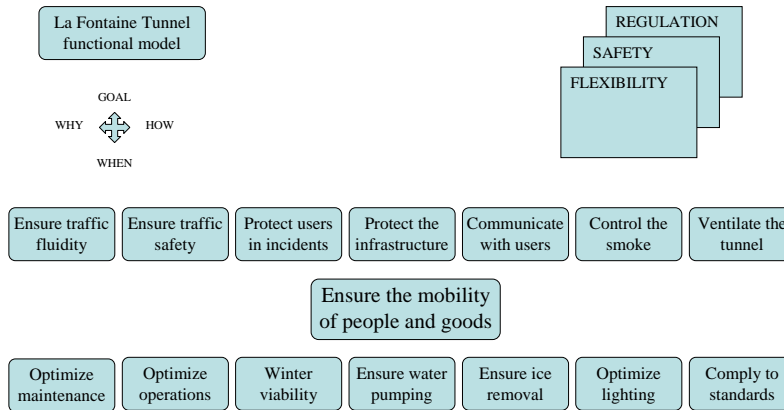 La Fontaine Tunnel
functional model
REGULATION
SAFETY
FLEXIBILITY
GOAL
WHY
HOW
WHEN
Ensure traffic
fluidity
Ensure traffic
safety
Protect users
in incidents
Protect the
infrastructure
Communicate
with users
Control the
smoke
Ventilate the
tunnel
Ensure the mobility
of people and goods
Optimize
maintenance
Optimize
operations
Winter
viability
Ensure water
pumping
Ensure ice
removal
Optimize
lighting
Comply to
standards